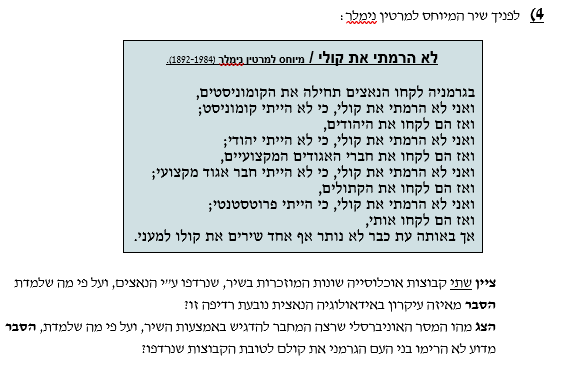 4) לפניך שיר המיוחס למרטין נימלר:
לא הרמתי את קולי / מיוחס למרטין נימלר (1892-1984).
בגרמניה לקחו הנאצים תחילה את הקומוניסטים,
ואני לא הרמתי את קולי, כי לא הייתי קומוניסט;
ואז הם לקחו את היהודים,
ואני לא הרמתי את קולי, כי לא הייתי יהודי;
ואז הם לקחו את חברי האגודים המקצועיים,
ואני לא הרמתי את קולי, כי לא הייתי חבר אגוד מקצועי;
ואז הם לקחו את הקתולים,
ואני לא הרמתי את קולי, כי הייתי פרוטסטנטי;
ואז הם לקחו אותי,
אך באותה עת כבר לא נותר אף אחד שירים את קולו למעני.
ציין שתי קבוצות אוכלוסייה שונות המוזכרות בשיר, שנרדפו ע"י הנאצים, ועל פי מה שלמדת
הסבר מאיזה עיקרון באידאולוגיה הנאצית נובעת רדיפה זו?
הצג מהו המסר האוניברסלי שרצה המחבר להדגיש באמצעות השיר, ועל פי מה שלמדת, הסבר
מדוע לא הרימו בני העם הגרמני את קולם לטובת הקבוצות שנרדפו?